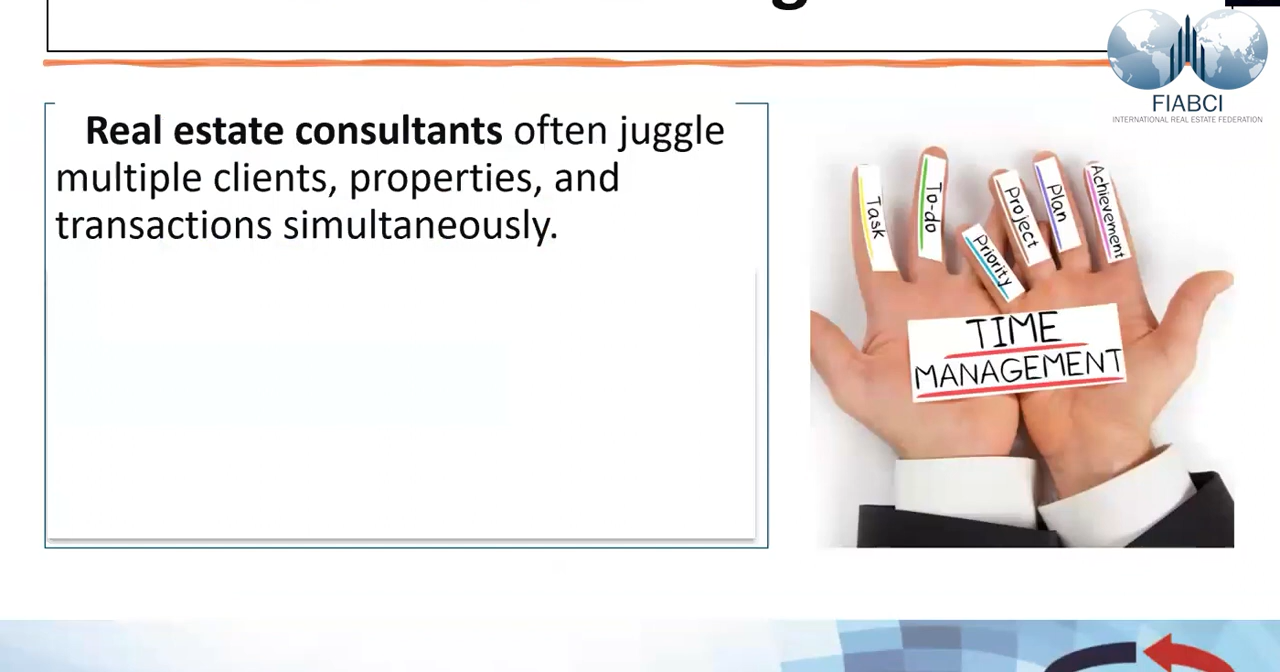 FIABCI
INTERNATIONAL REAL ESTATE FEDERATION
Real estate consultants often juggle
multiple clients, properties, and
transactions simultaneously.
Task
To-do
Priority
Project
Plan
Achievement
TIME
MANAGEMENT